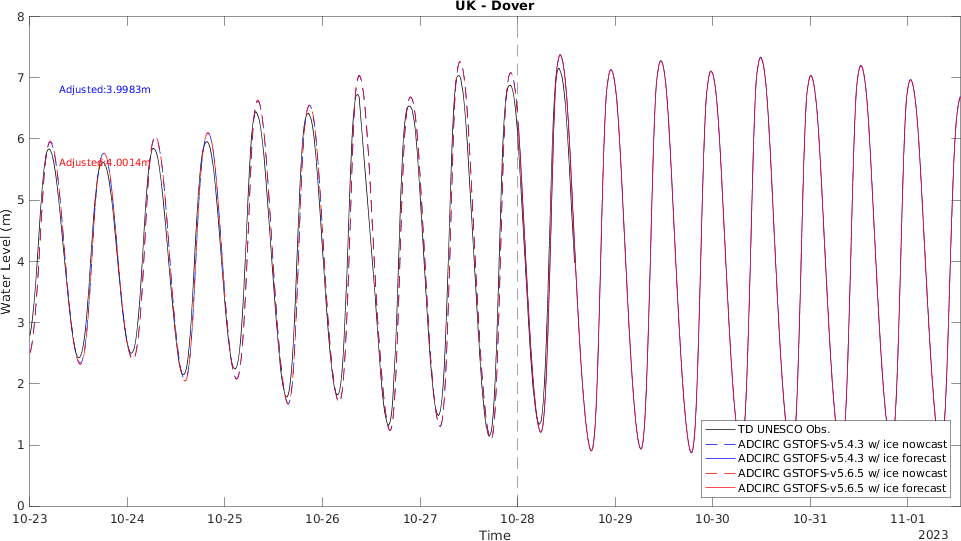 UK - Dover
8
7
6
5
4
3
2
1
0
Water Level (m)
Adjusted:3.9983m
Adjusted:4.0014m
TD UNESCO Obs.
ADCIRC GSTOFS-v5.4.3 w/ ice nowcast
ADCIRC GSTOFS-v5.4.3 w/ ice forecast
ADCIRC GSTOFS-v5.6.5 w/ ice nowcast
ADCIRC GSTOFS-v5.6.5 w/ ice forecast
10-23 10-24 10-25 10-26 10-27 10-28 10-29 10-30 10-31 11-01
Time
2023